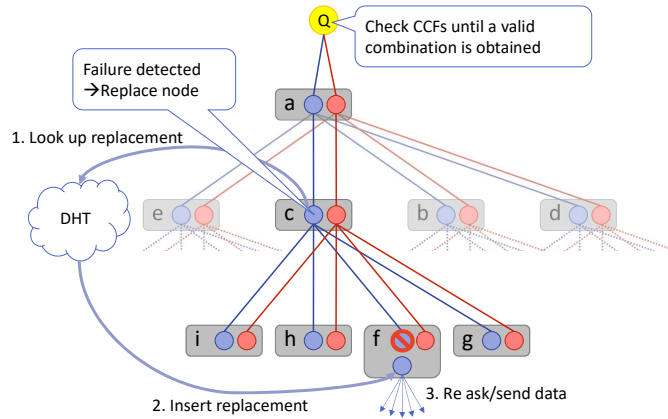 Q
Check CCFs until a valid
combination is obtained
Failure detected
→Replace node
a
1. Look up replacement
DHT
e
c
b
d
i
h
f
g
2. Insert replacement
3. Re ask/send data